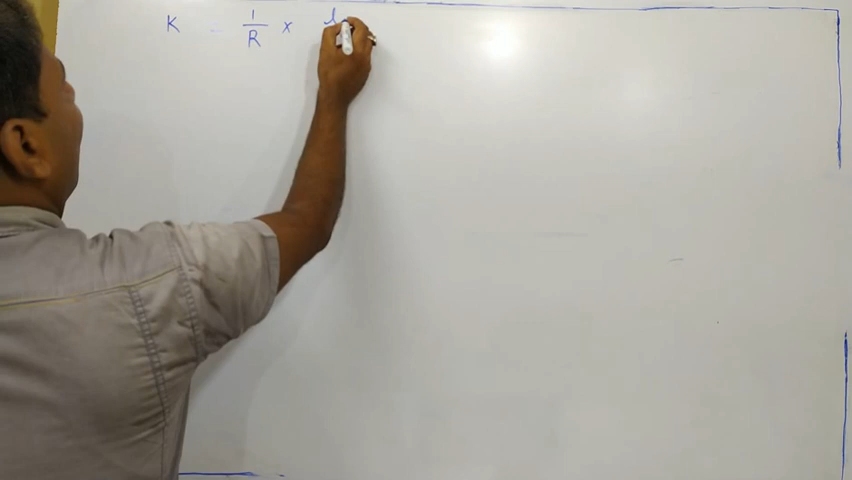 K = 1/R x l